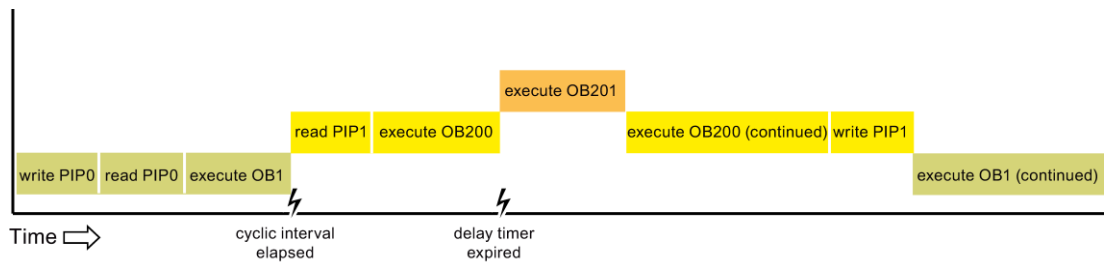 execute OB201
read PIP1
execute OB200
execute OB200 (continued)
write PIP1
write PIP0
read PIP0
execute OB1
execute OB1 (continued)
Time
cyclic interval
elapsed
delay timer
expired